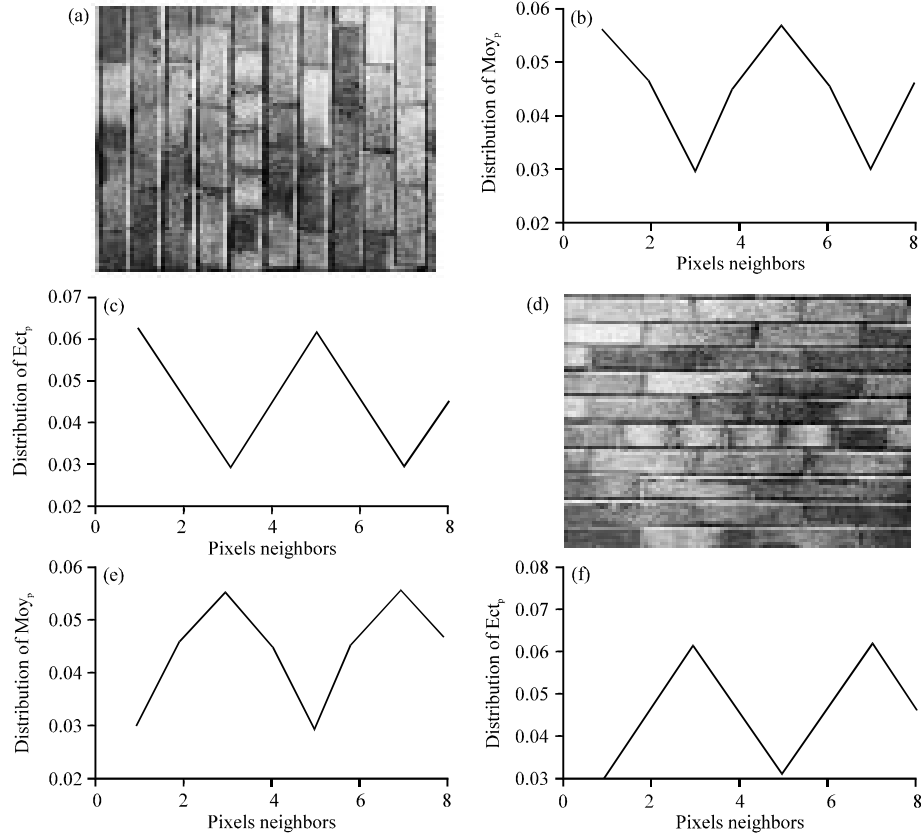 (a)
(b)
0.06
0.05
0.04
0.03
0.02
Distribution of Moyₚ
0 2 4 6 8
Pixels neighbors
(c)
0.07
0.06
0.05
0.04
0.03
0.02
Distribution of Ectₚ
0 2 4 6 8
Pixels neighbors
(d)
(e)
0.06
0.05
0.04
0.03
0.02
Distribution of Moyₚ
0 2 4 6 8
Pixels neighbors
(f)
0.08
0.07
0.06
0.05
0.04
0.03
Distribution of Ectₚ
0 2 4 6 8
Pixels neighbors